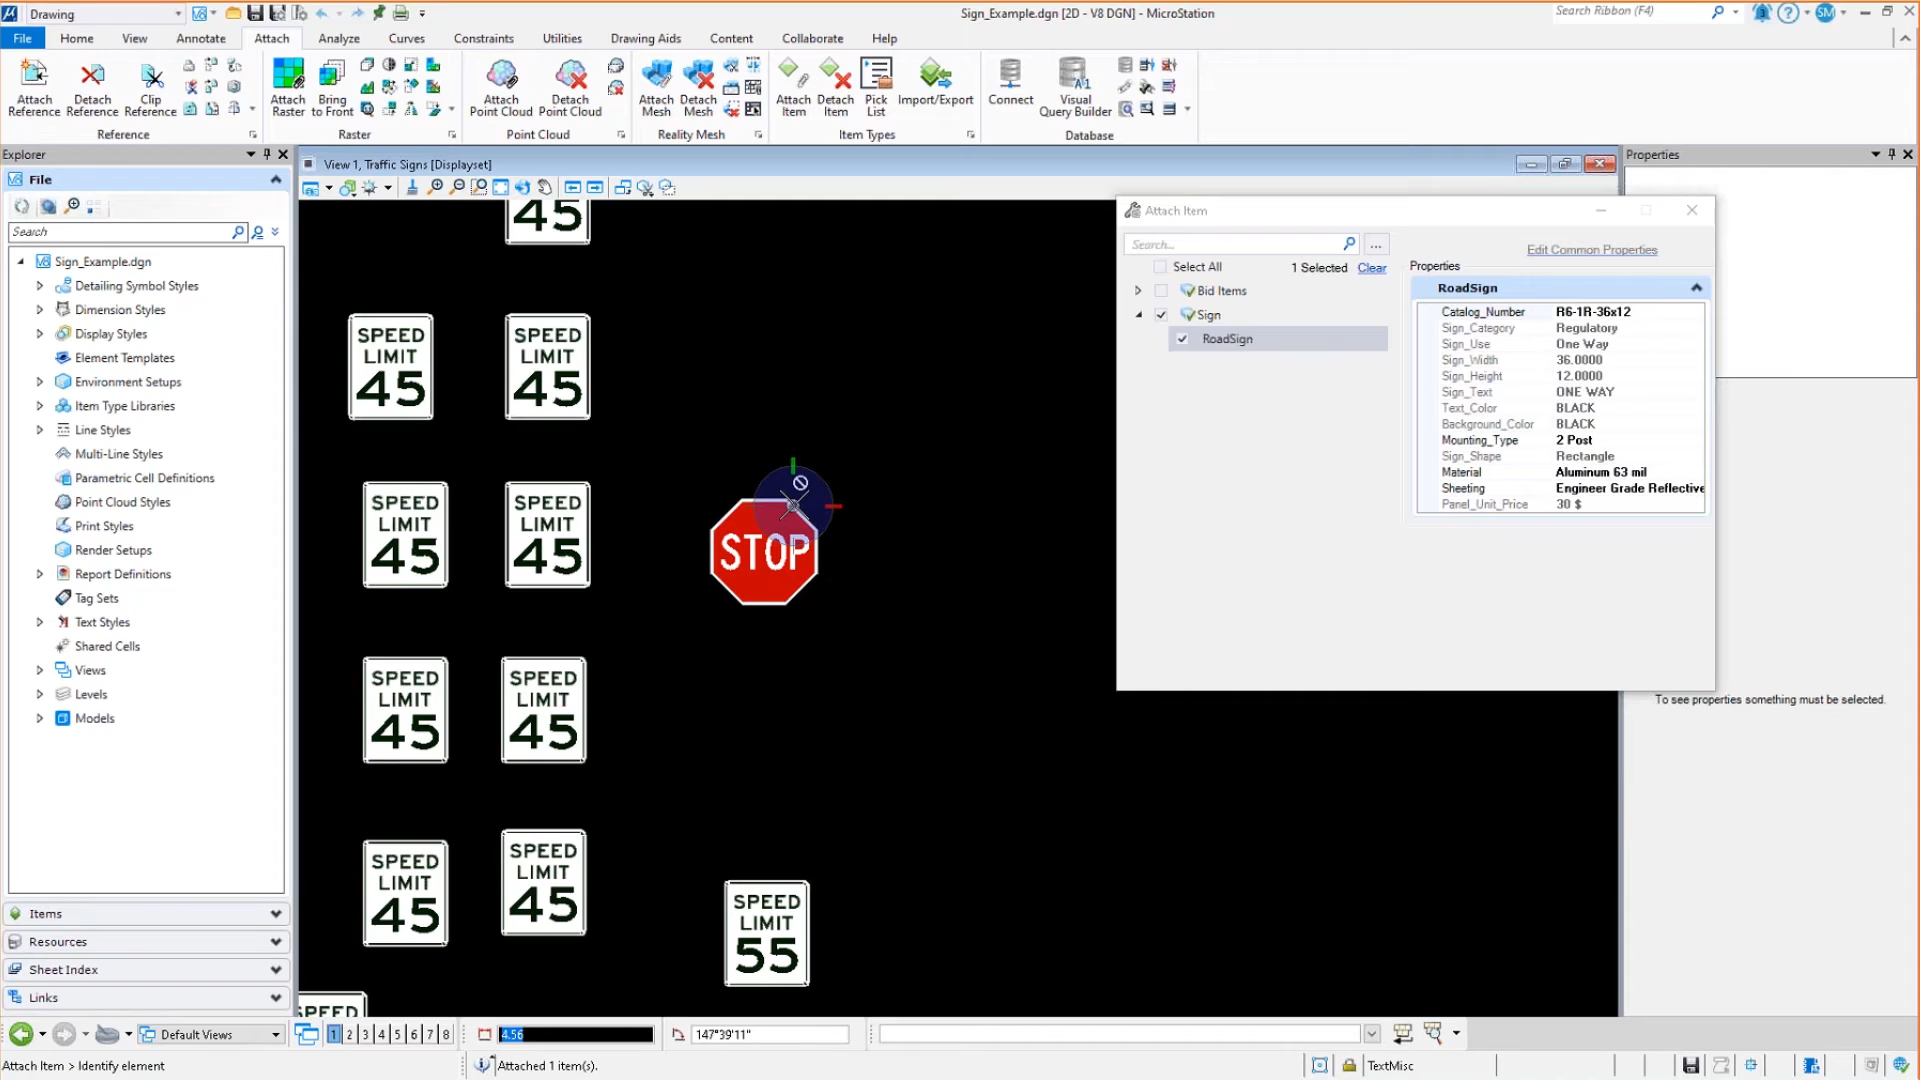 Drawing
Sign_Example.dgn [2D - V8 DGN] - MicroStation
Search Ribbon (F4)
SM
File Home View Annotate Attach Analyze Curves Constraints Utilities Drawing Aids Content Collaborate Help
Attach Reference
Detach Reference
Clip Reference
Attach Raster
Bring to Front
Attach Point Cloud
Detach Point Cloud
Attach Mesh
Detach Mesh
Attach Item
Detach Item
Pick List
Import/Export
Connect
Visual Query Builder
Reference
Raster
Point Cloud
Reality Mesh
Item Types
Database
Explorer
File
Search
Sign_Example.dgn
Detailing Symbol Styles
Dimension Styles
Display Styles
Element Templates
Environment Setups
Item Type Libraries
Line Styles
Multi-Line Styles
Parametric Cell Definitions
Point Cloud Styles
Print Styles
Render Setups
Report Definitions
Tag Sets
Text Styles
Shared Cells
Views
Levels
Models
Items
Resources
Sheet Index
Links
View 1, Traffic Signs [Displayset]
45
SPEED
LIMIT
45
SPEED
LIMIT
45
SPEED
LIMIT
45
SPEED
LIMIT
45
STOP
SPEED
LIMIT
45
SPEED
LIMIT
45
SPEED
LIMIT
45
SPEED
LIMIT
45
SPEED
LIMIT
55
SPEED
Attach Item
Search...
...
Select All
1 Selected Clear
Bid Items
Sign
RoadSign
Edit Common Properties
Properties
RoadSign
Catalog_Number R6-1R-36x12
Sign_Category Regulatory
Sign_Use One Way
Sign_Width 36.0000
Sign_Height 12.0000
Sign_Text ONE WAY
Text_Color BLACK
Background_Color BLACK
Mounting_Type 2 Post
Sign_Shape Rectangle
Material Aluminum 63 mil
Sheeting Engineer Grade Reflective
Panel_Unit_Price 30 $
Properties
To see properties something must be selected.
Default Views
1 2 3 4 5 6 7 8
4.56
147°39'11"
Attach Item > Identify element
Attached 1 item(s).
TextMisc